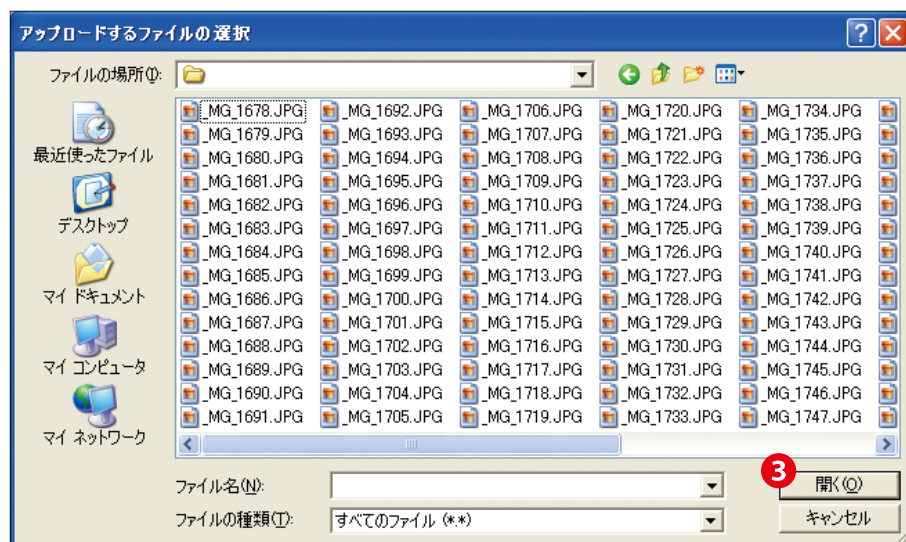 アップロードするファイルの選択
ファイルの場所(I):
最近使ったファイル
デスクトップ
マイ ドキュメント
マイ コンピュータ
マイ ネットワーク
_MG_1678.JPG _MG_1692.JPG _MG_1706.JPG _MG_1720.JPG _MG_1734.JPG
_MG_1679.JPG _MG_1693.JPG _MG_1707.JPG _MG_1721.JPG _MG_1735.JPG
_MG_1680.JPG _MG_1694.JPG _MG_1708.JPG _MG_1722.JPG _MG_1736.JPG
_MG_1681.JPG _MG_1695.JPG _MG_1709.JPG _MG_1723.JPG _MG_1737.JPG
_MG_1682.JPG _MG_1696.JPG _MG_1710.JPG _MG_1724.JPG _MG_1738.JPG
_MG_1683.JPG _MG_1697.JPG _MG_1711.JPG _MG_1725.JPG _MG_1739.JPG
_MG_1684.JPG _MG_1698.JPG _MG_1712.JPG _MG_1726.JPG _MG_1740.JPG
_MG_1685.JPG _MG_1699.JPG _MG_1713.JPG _MG_1727.JPG _MG_1741.JPG
_MG_1686.JPG _MG_1700.JPG _MG_1714.JPG _MG_1728.JPG _MG_1742.JPG
_MG_1687.JPG _MG_1701.JPG _MG_1715.JPG _MG_1729.JPG _MG_1743.JPG
_MG_1688.JPG _MG_1702.JPG _MG_1716.JPG _MG_1730.JPG _MG_1744.JPG
_MG_1689.JPG _MG_1703.JPG _MG_1717.JPG _MG_1731.JPG _MG_1745.JPG
_MG_1690.JPG _MG_1704.JPG _MG_1718.JPG _MG_1732.JPG _MG_1746.JPG
_MG_1691.JPG _MG_1705.JPG _MG_1719.JPG _MG_1733.JPG _MG_1747.JPG
ファイル名(N):
3 開く(O)
ファイルの種類(T): すべてのファイル (*.*)
キャンセル